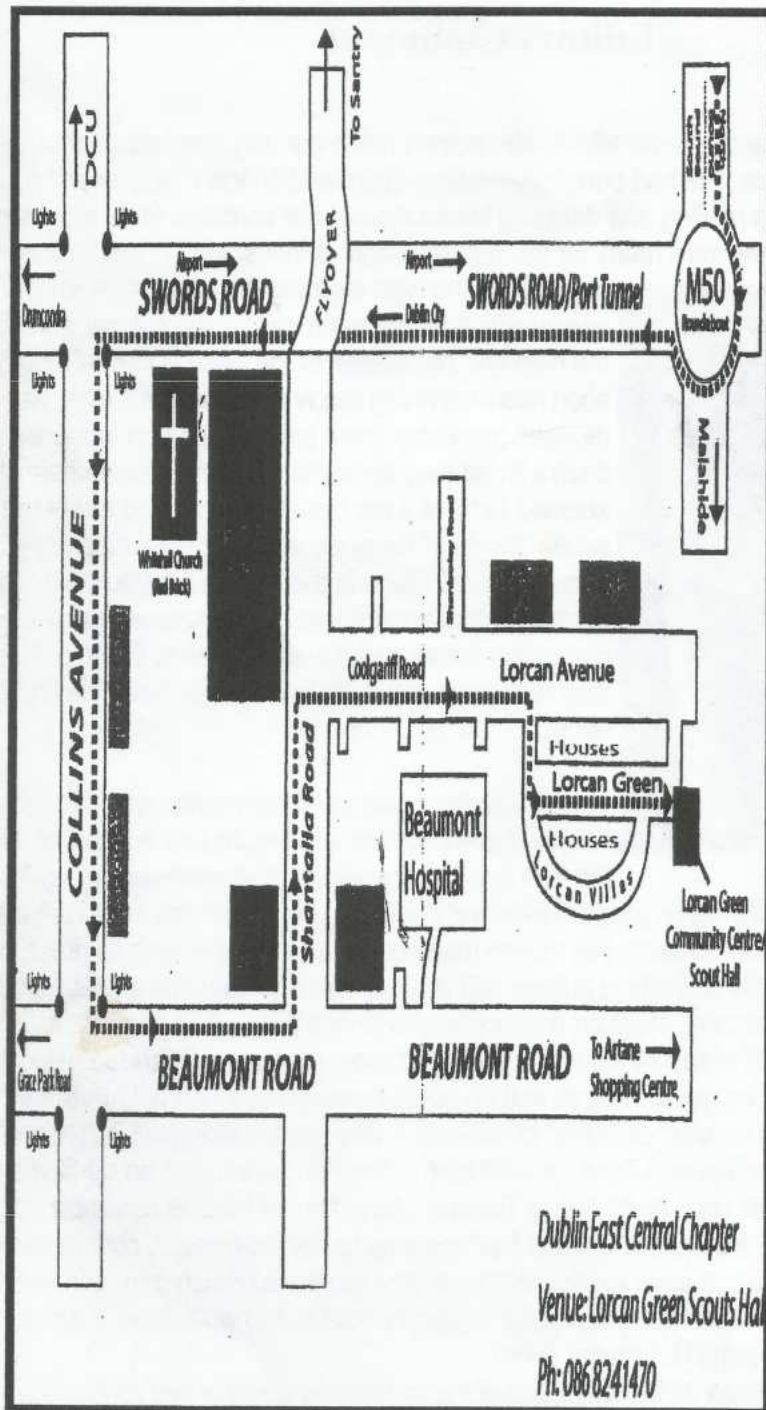 DCU
To Santry
Lights
Lights
Drumcondra
Airport
SWORDS ROAD
FLYOVER
Airport
SWORDS ROAD/Port Tunnel
Dublin City
M50
Roundabout
Lights
Lights
Malahide
COLLINS AVENUE
Whitehall Church
(Red Brick)
Coolgariff Road
Shanliss Road
Lorcan Avenue
Houses
Lorcan Green
Houses
Lorcan Villas
Shantalla Road
Beaumont
Hospital
Lorcan Green
Community Centre/
Scout Hall
Lights
Lights
Grace Park Road
BEAUMONT ROAD
BEAUMONT ROAD
To Artane
Shopping Centre
Lights
Lights
Dublin East Central Chapter
Venue: Lorcan Green Scouts Hall
Ph: 086 8241470